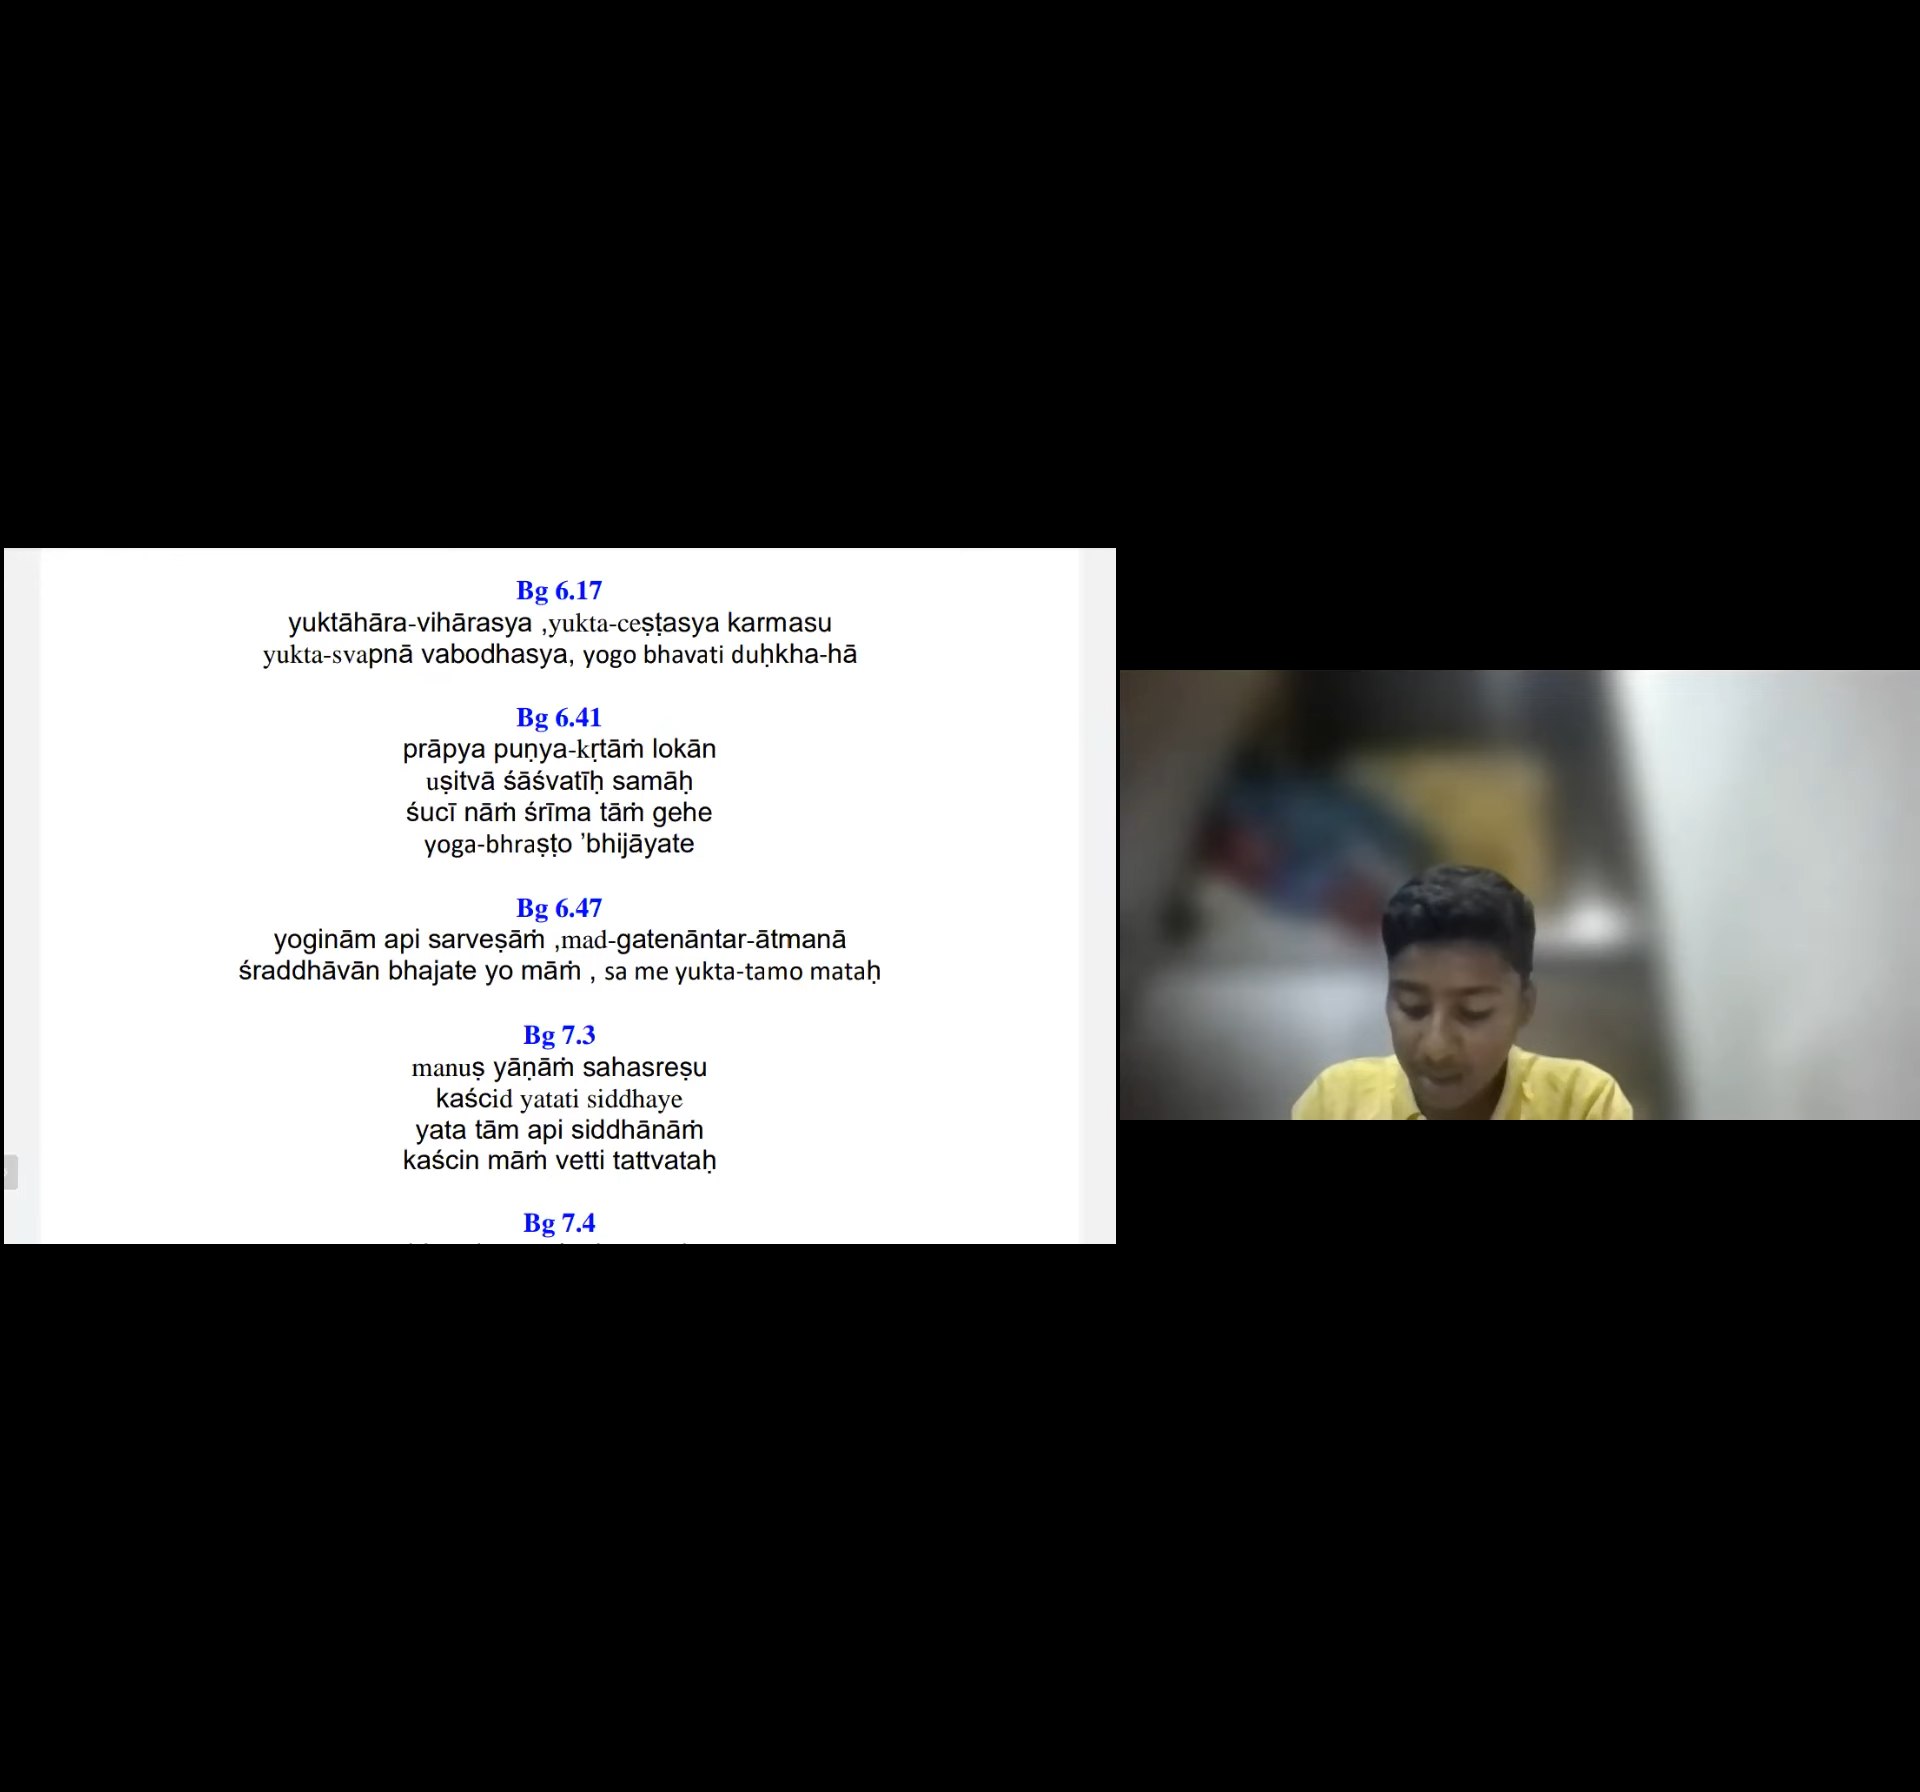 Bg 6.17
yuktāhāra-vihārasya ,yukta-ceṣṭasya karmasu
yukta-svapnā vabodhasya, yogo bhavati duḥkha-hā
Bg 6.41
prāpya puṇya-kṛtāṁ lokān
uṣitvā śāśvatīḥ samāḥ
śucī nāṁ śrīma tāṁ gehe
yoga-bhraṣṭo ’bhijāyate
Bg 6.47
yoginām api sarveṣāṁ ,mad-gatenāntar-ātmanā
śraddhāvān bhajate yo māṁ , sa me yukta-tamo mataḥ
Bg 7.3
manuṣ yāṇāṁ sahasreṣu
kaścid yatati siddhaye
yata tām api siddhānāṁ
kaścin māṁ vetti tattvataḥ
Bg 7.4